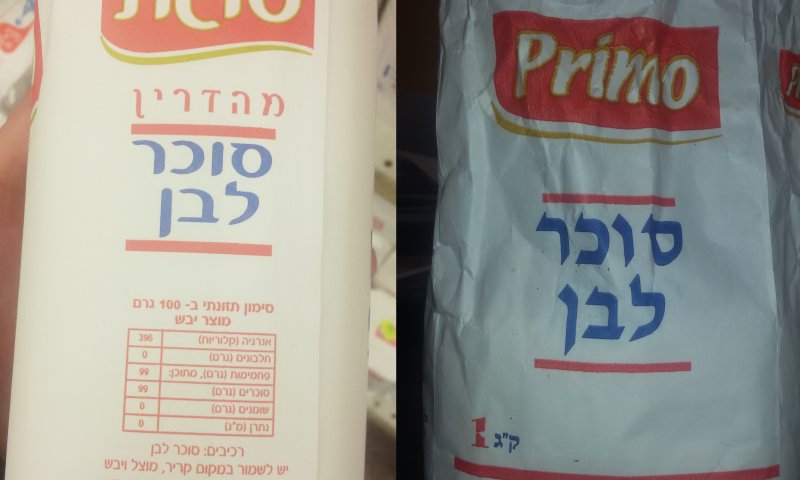 סוגת
מהדרין
סוכר
לבן
סימון תזונתי ב- 100 גרם
מוצר יבש
אנרגיה (קלוריות) 396
חלבונים (גרם) 0
פחמימות (גרם), מתוכן: 99
סוכרים (גרם) 99
שומנים (גרם) 0
נתרן (מ"ג) 0
רכיבים: סוכר לבן
יש לשמור במקום קריר, מוצל ויבש
Primo
סוכר
לבן
1 ק"ג